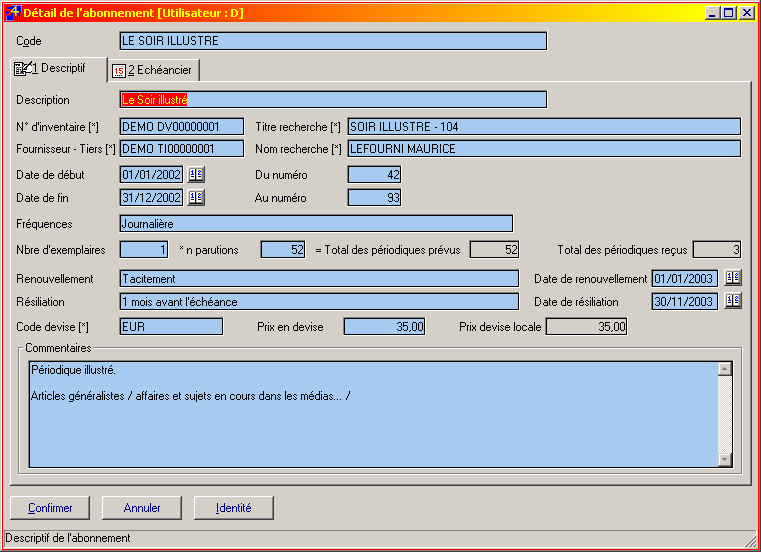 4 Détail de l'abonnement [Utilisateur : D]
Code LE SOIR ILLUSTRE
1 Descriptif 15 2 Echéancier
Description Le Soir illustré
N° d'inventaire [*] DEMO DV00000001 Titre recherche [*] SOIR ILLUSTRE - 104
Fournisseur - Tiers [*] DEMO TI00000001 Nom recherche [*] LEFOURNI MAURICE
Date de début 01/01/2002 12 Du numéro 42
Date de fin 31/12/2002 12 Au numéro 93
Fréquences Journalière
Nbre d'exemplaires 1 * n parutions 52 = Total des périodiques prévus 52 Total des périodiques reçus 3
Renouvellement Tacitement Date de renouvellement 01/01/2003 12
Résiliation 1 mois avant l'échéance Date de résiliation 30/11/2003 12
Code devise [*] EUR Prix en devise 35,00 Prix devise locale 35,00
Commentaires
Périodique illustré.
Articles généralistes / affaires et sujets en cours dans les médias... /
Confirmer Annuler Identité
Descriptif de l'abonnement